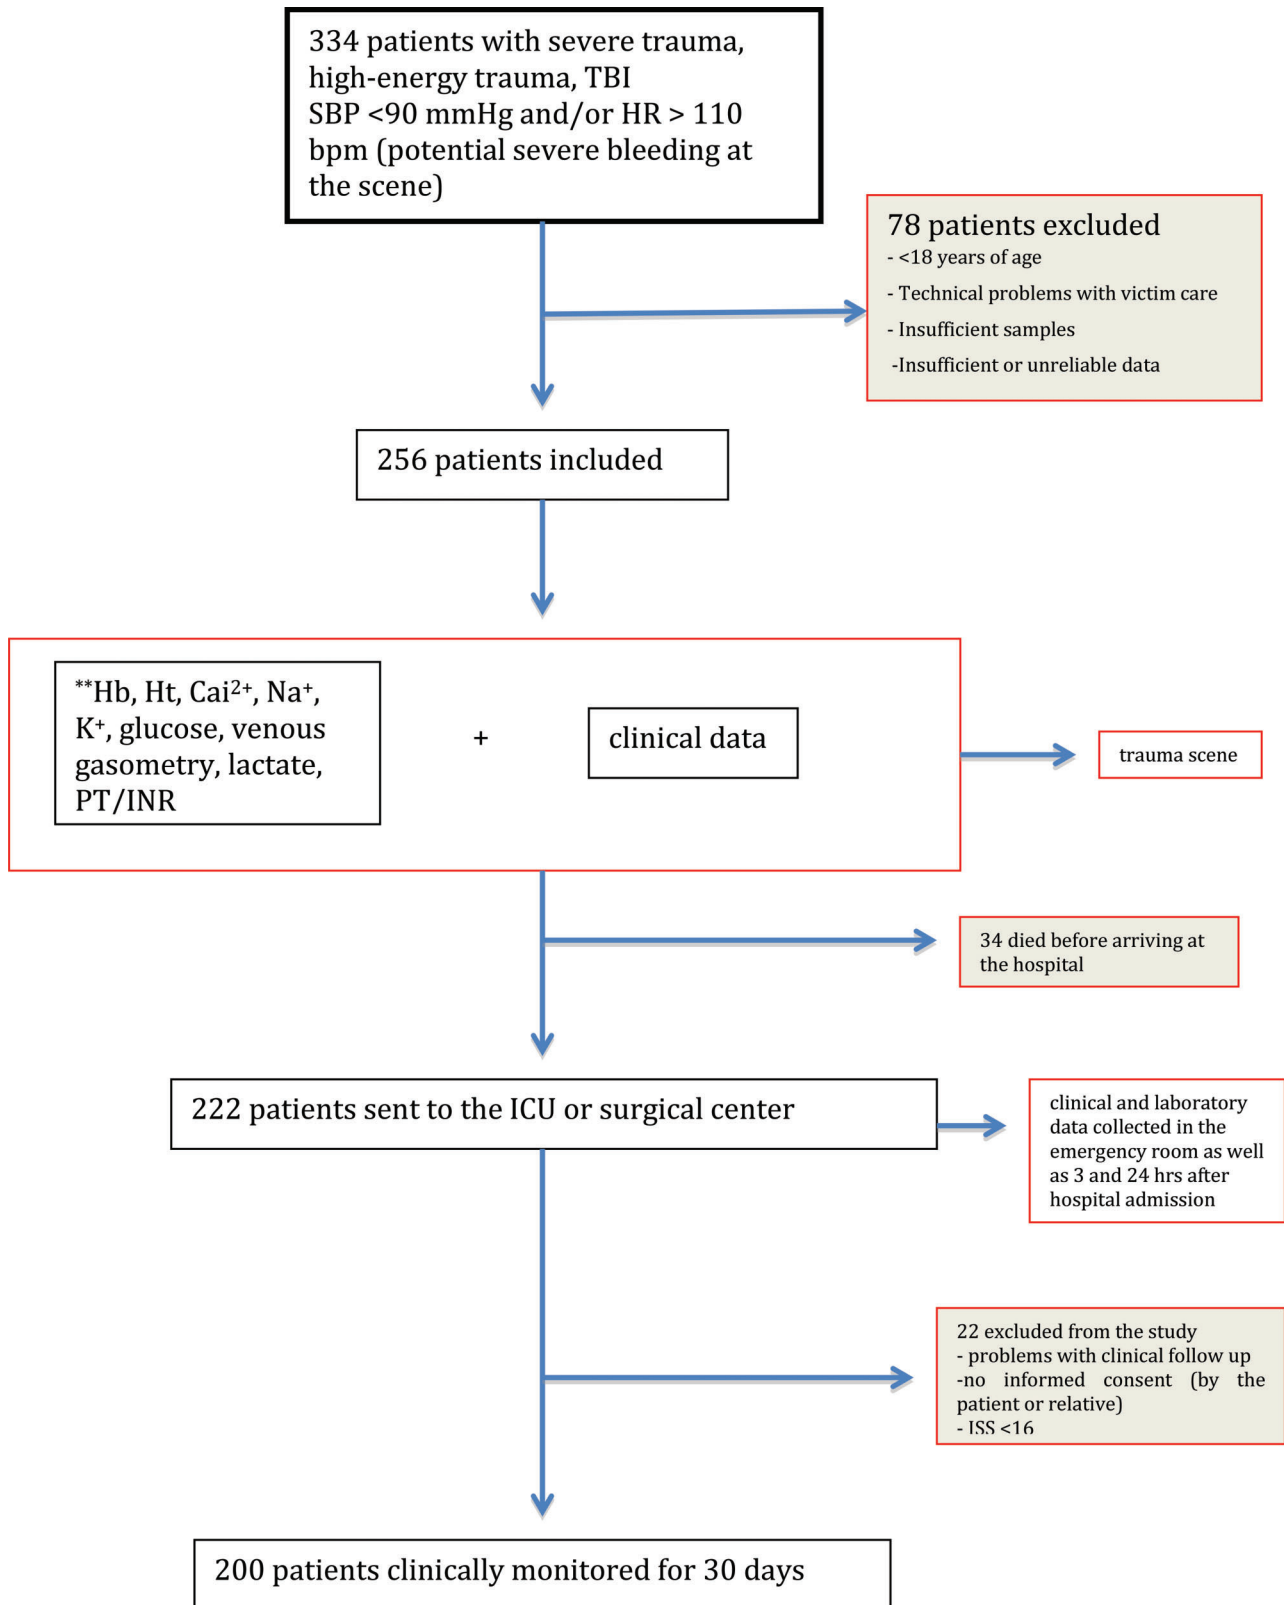 334 patients with severe trauma,
high-energy trauma, TBI
SBP <90 mmHg and/or HR > 110
bpm (potential severe bleeding at
the scene)
78 patients excluded
- <18 years of age
- Technical problems with victim care
- Insufficient samples
-Insufficient or unreliable data
256 patients included
**Hb, Ht, Cai²⁺, Na⁺,
K⁺, glucose, venous
gasometry, lactate,
PT/INR
+
clinical data
trauma scene
34 died before arriving at
the hospital
222 patients sent to the ICU or surgical center
clinical and laboratory
data collected in the
emergency room as well
as 3 and 24 hrs after
hospital admission
22 excluded from the study
- problems with clinical follow up
-no informed consent (by the
patient or relative)
- ISS <16
200 patients clinically monitored for 30 days